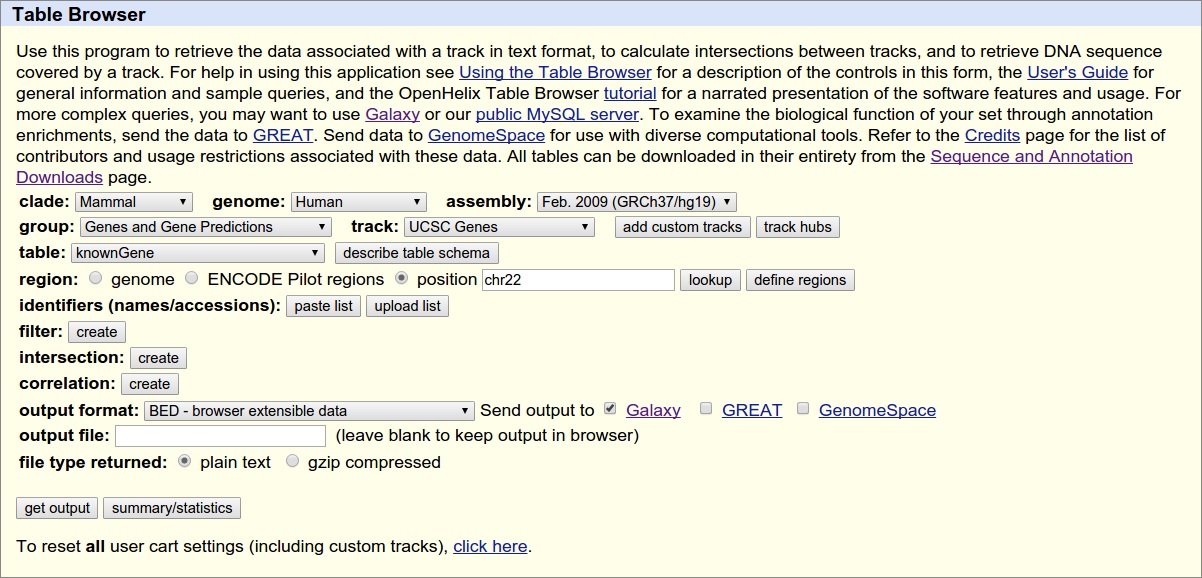 Table Browser
Use this program to retrieve the data associated with a track in text format, to calculate intersections between tracks, and to retrieve DNA sequence
covered by a track. For help in using this application see Using the Table Browser for a description of the controls in this form, the User's Guide for
general information and sample queries, and the OpenHelix Table Browser tutorial for a narrated presentation of the software features and usage. For
more complex queries, you may want to use Galaxy or our public MySQL server. To examine the biological function of your set through annotation
enrichments, send the data to GREAT. Send data to GenomeSpace for use with diverse computational tools. Refer to the Credits page for the list of
contributors and usage restrictions associated with these data. All tables can be downloaded in their entirety from the Sequence and Annotation
Downloads page.
clade: Mammal genome: Human assembly: Feb. 2009 (GRCh37/hg19)
group: Genes and Gene Predictions track: UCSC Genes add custom tracks track hubs
table: knownGene describe table schema
region: genome ENCODE Pilot regions position chr22 lookup define regions
identifiers (names/accessions): paste list upload list
filter: create
intersection: create
correlation: create
output format: BED - browser extensible data Send output to Galaxy GREAT GenomeSpace
output file: (leave blank to keep output in browser)
file type returned: plain text gzip compressed
get output summary/statistics
To reset all user cart settings (including custom tracks), click here.